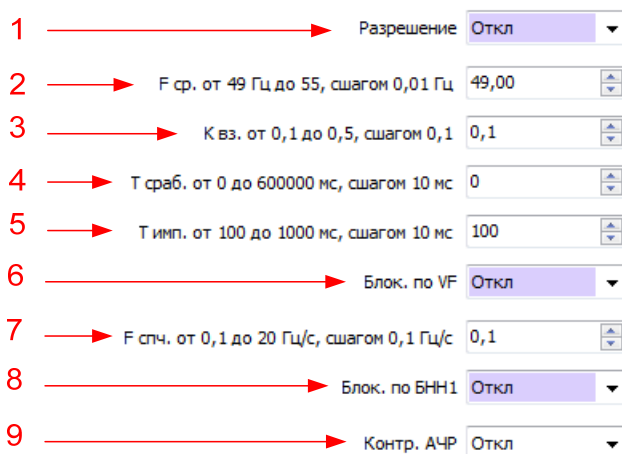 1 Разрешение Откл
2 F ср. от 49 Гц до 55, сшагом 0,01 Гц 49,00
3 К вз. от 0,1 до 0,5, сшагом 0,1 0,1
4 Т сраб. от 0 до 600000 мс, сшагом 10 мс 0
5 Т имп. от 100 до 1000 мс, сшагом 10 мс 100
6 Блок. по VF Откл
7 F спч. от 0,1 до 20 Гц/с, сшагом 0,1 Гц/с 0,1
8 Блок. по БНН1 Откл
9 Контр. АЧР Откл